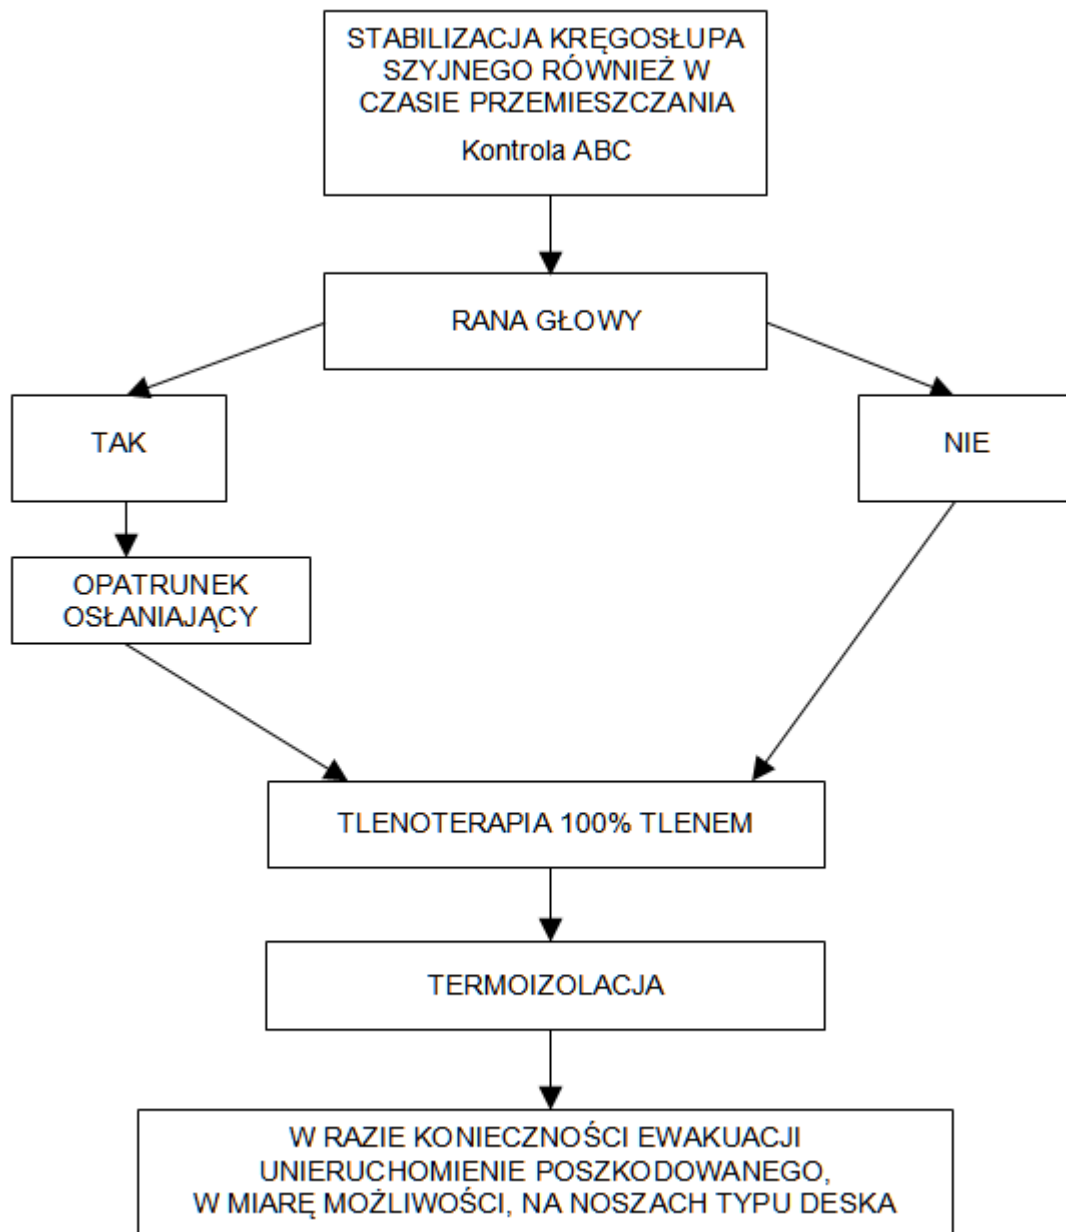 STABILIZACJA KRĘGOSŁUPA
SZYJNEGO RÓWNIEŻ W
CZASIE PRZEMIESZCZANIA
Kontrola ABC
RANA GŁOWY
TAK
NIE
OPATRUNEK
OSŁANIAJĄCY
TLENOTERAPIA 100% TLENEM
TERMOIZOLACJA
W RAZIE KONIECZNOŚCI EWAKUACJI
UNIERUCHOMIENIE POSZKODOWANEGO,
W MIARĘ MOŻLIWOŚCI, NA NOSZACH TYPU DESKA